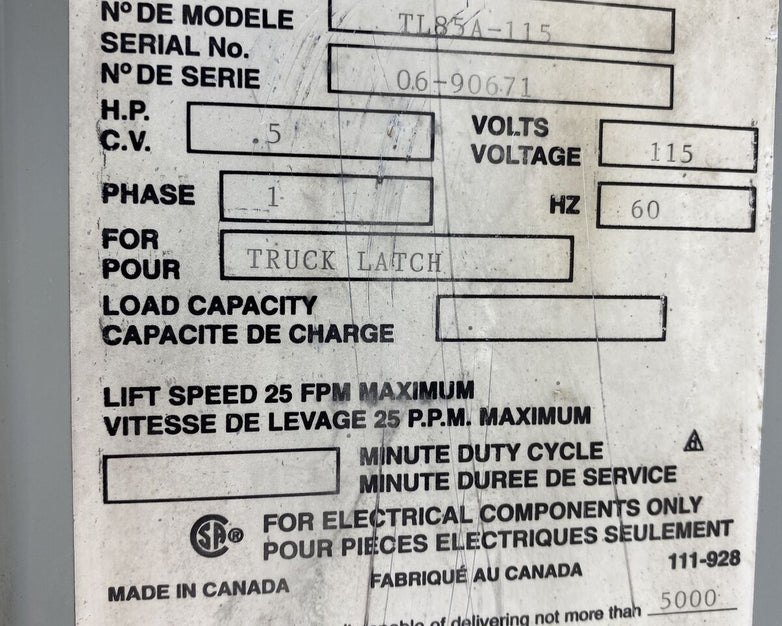 Nº DE MODELE TL85A-115
SERIAL No.
Nº DE SERIE 06-90671
H.P.
C.V. .5
VOLTS
VOLTAGE 115
PHASE 1
HZ 60
FOR
POUR TRUCK LATCH
LOAD CAPACITY
CAPACITE DE CHARGE
LIFT SPEED 25 FPM MAXIMUM
VITESSE DE LEVAGE 25 P.P.M. MAXIMUM
MINUTE DUTY CYCLE
MINUTE DUREE DE SERVICE
SA®
FOR ELECTRICAL COMPONENTS ONLY
POUR PIECES ELECTRIQUES SEULEMENT
111-928
MADE IN CANADA FABRIQUÉ AU CANADA
of delivering not more than 5000